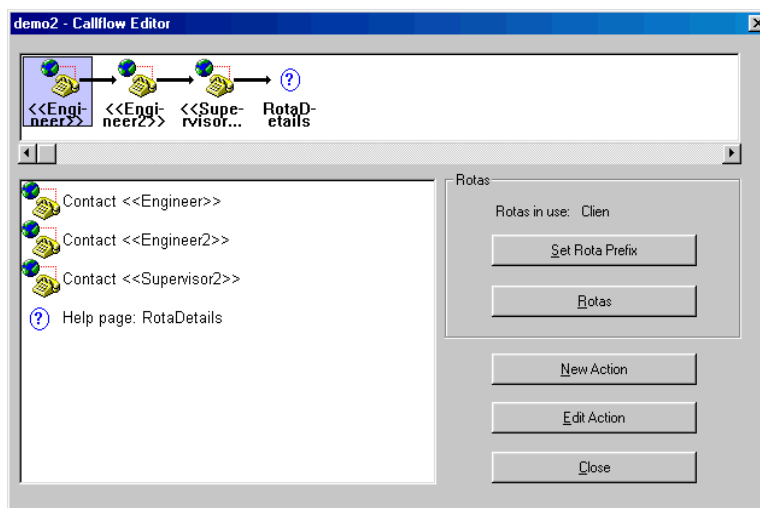 demo2 - Callflow Editor
<<Engi-
neer>>
<<Engi-
neer2>>
<<Supe-
rvisor...
RotaD-
etails
Contact <<Engineer>>
Contact <<Engineer2>>
Contact <<Supervisor2>>
? Help page: RotaDetails
Rotas
Rotas in use: Clien
Set Rota Prefix
Rotas
New Action
Edit Action
Close